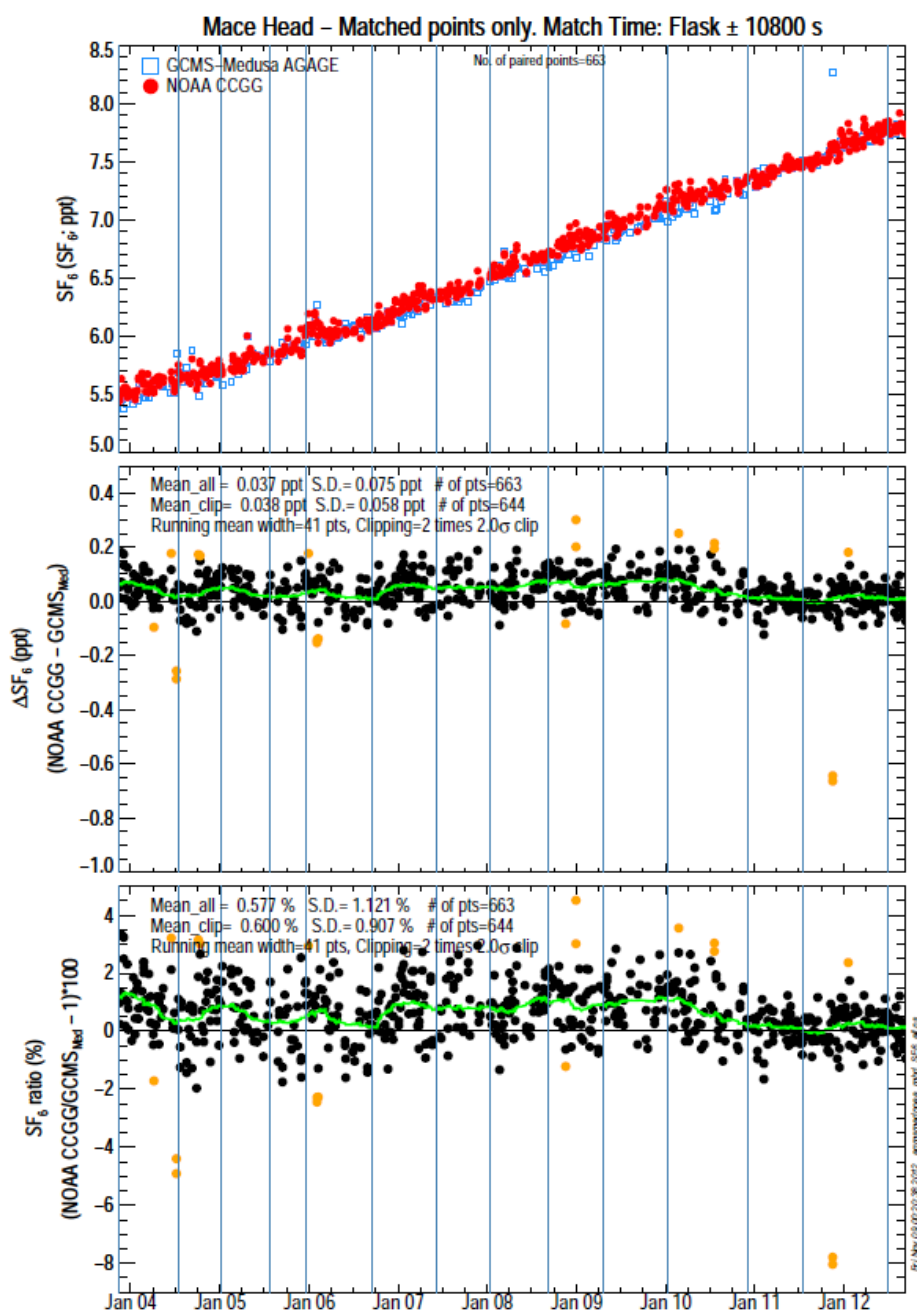 Mace Head – Matched points only. Match Time: Flask ± 10800 s
GCMS–Medusa AGAGE
NOAA CCGG
No. of paired points=663
8.5
8.0
7.5
7.0
6.5
6.0
5.5
5.0
SF6 (SF6; ppt)
Mean_all = 0.037 ppt S.D.= 0.075 ppt # of pts=663
Mean_clip= 0.038 ppt S.D.= 0.058 ppt # of pts=644
Running mean width=41 pts, Clipping=2 times 2.0σ clip
0.4
0.2
0.0
−0.2
−0.4
−0.6
−0.8
−1.0
ΔSF6 (ppt)
(NOAA CCGG − GCMSMed)
Mean_all = 0.577 % S.D.= 1.121 % # of pts=663
Mean_clip= 0.600 % S.D.= 0.907 % # of pts=644
Running mean width=41 pts, Clipping=2 times 2.0σ clip
4
2
0
−2
−4
−6
−8
SF6 ratio (%)
(NOAA CCGG/GCMSMed − 1)*100
Jan 04 Jan 05 Jan 06 Jan 07 Jan 08 Jan 09 Jan 10 Jan 11 Jan 12
Fri Nov 09 00:20:38 2012